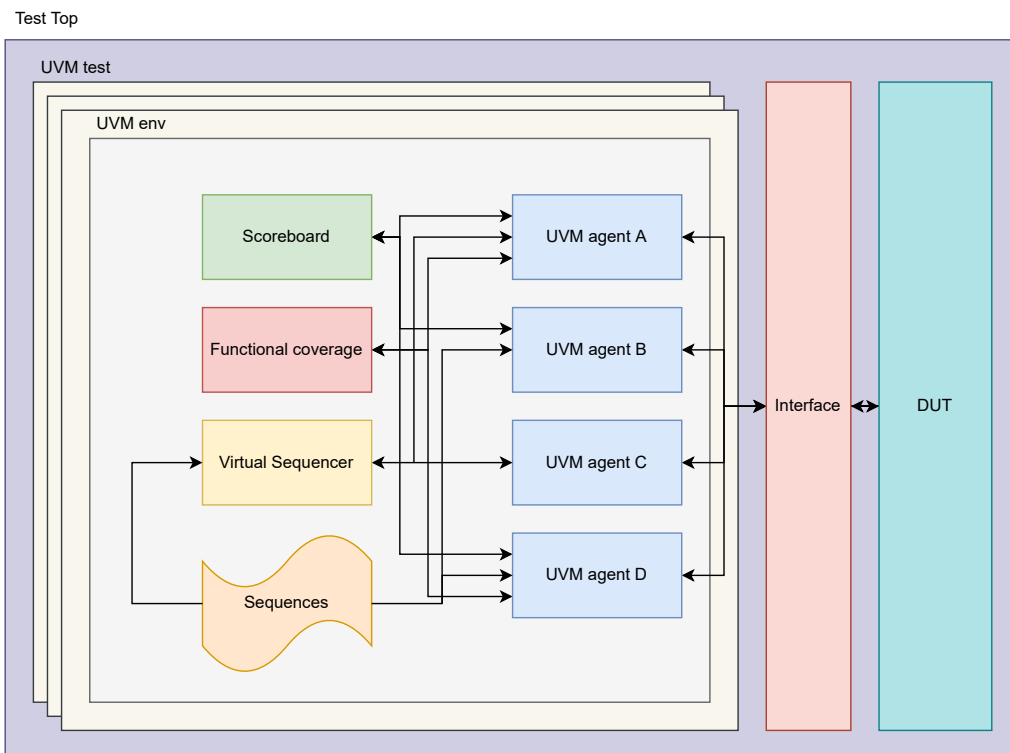 Test Top
UVM test
UVM env
Scoreboard
UVM agent A
Functional coverage
UVM agent B
Interface
DUT
Virtual Sequencer
UVM agent C
Sequences
UVM agent D